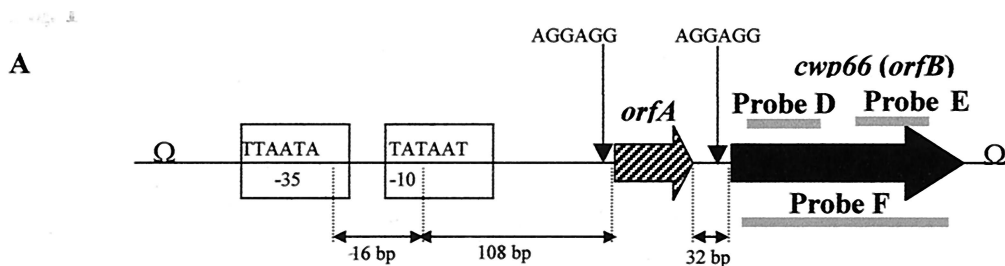 A
AGGAGG AGGAGG
cwp66 (orfB)
Probe D Probe E
orfA
Ω TTAATA TATAAT Ω
-35 -10
Probe F
16 bp 108 bp 32 bp